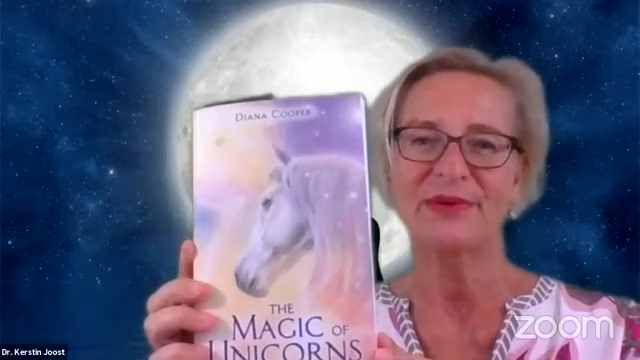 DIANA COOPER
THE
MAGIC OF
UNICORNS
zoom
Dr. Kerstin Joost